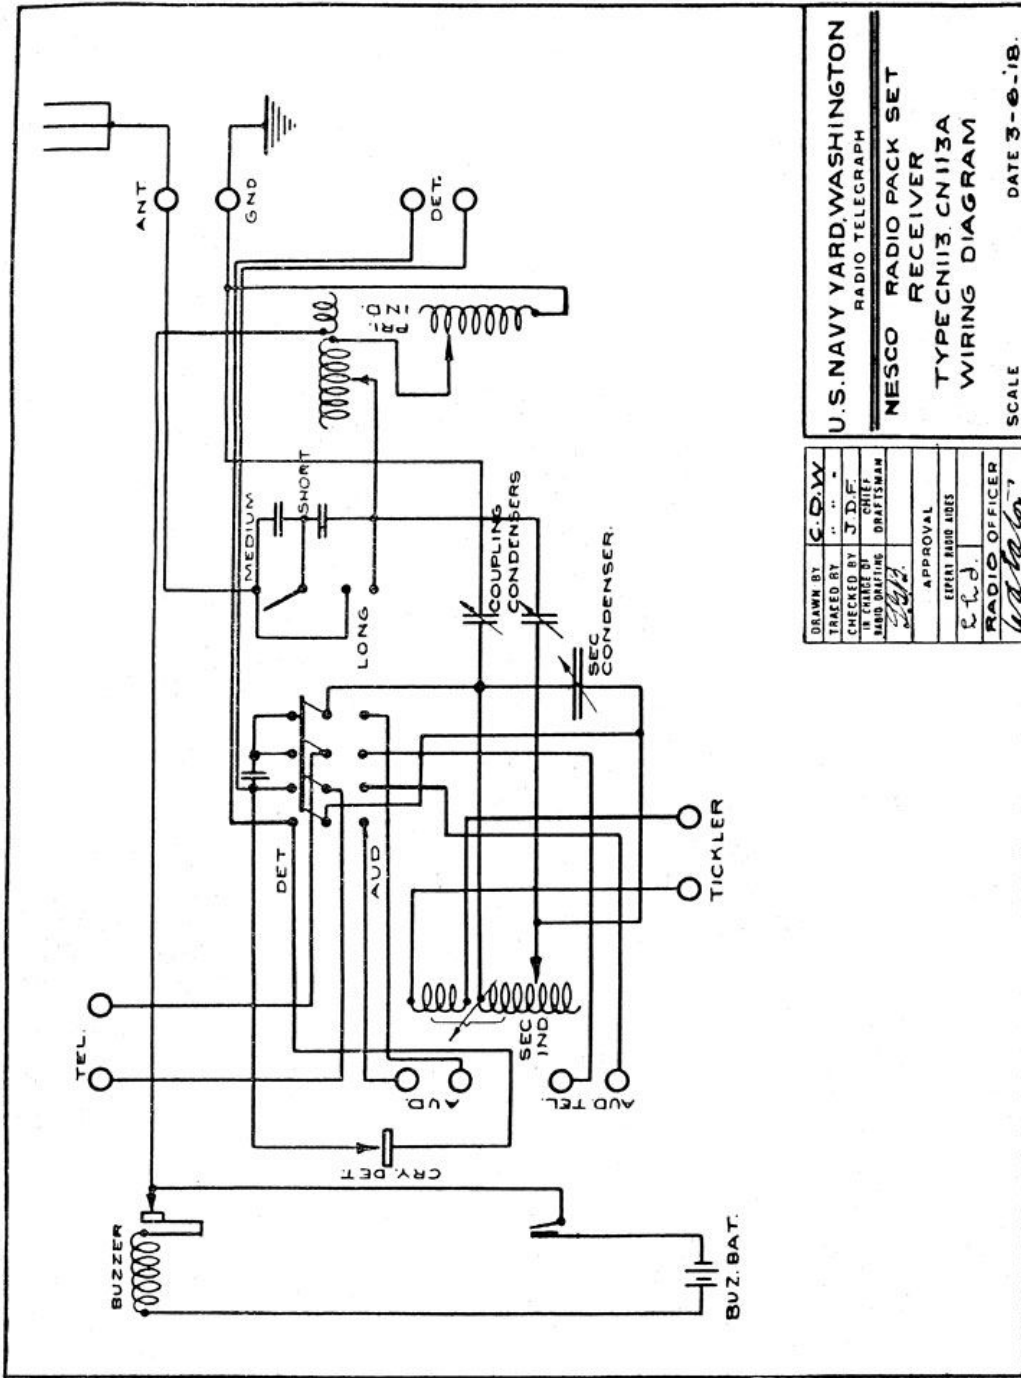 ANT
GND
DET.
PRI.
IND.
MEDIUM
SHORT
LONG
COUPLING
CONDENSERS
SEC
CONDENSER.
DET
AUD
TICKLER
TEL.
SEC
IND
AUD.
AUD.TEL.
CRY. DET.
BUZZER
BUZ. BAT.
U.S. NAVY YARD, WASHINGTON
RADIO TELEGRAPH
NESCO RADIO PACK SET
RECEIVER
TYPE CN113. CN113A
WIRING DIAGRAM
SCALE DATE 3-6-'18.
DRAWN BY C.O.W
TRACED BY " " "
CHECKED BY J.D.F.
IN CHARGE OF RADIO DRAFTING
CHIEF DRAFTSMAN
APPROVAL
EXPERT RADIO AIDES
RADIO OFFICER